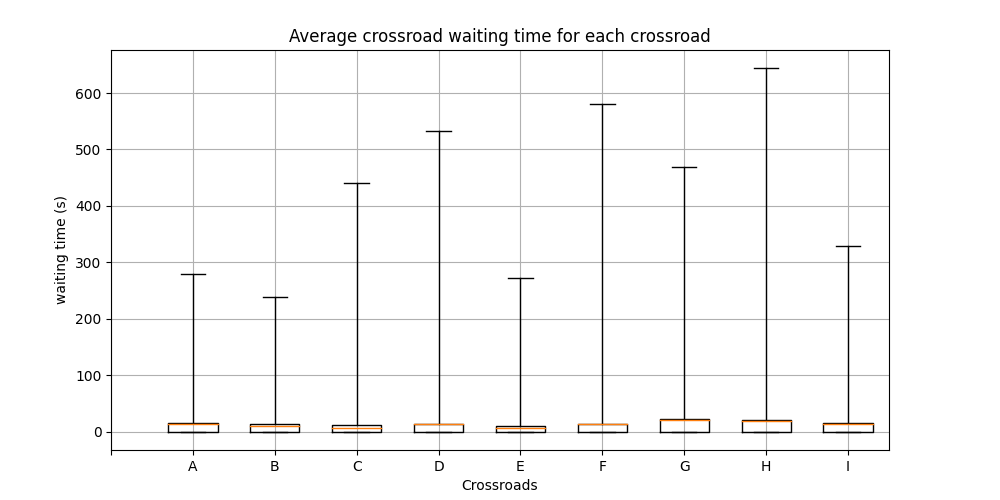 Average crossroad waiting time for each crossroad
600
500
400
300
200
100
0
waiting time (s)
A B C D E F G H I
Crossroads